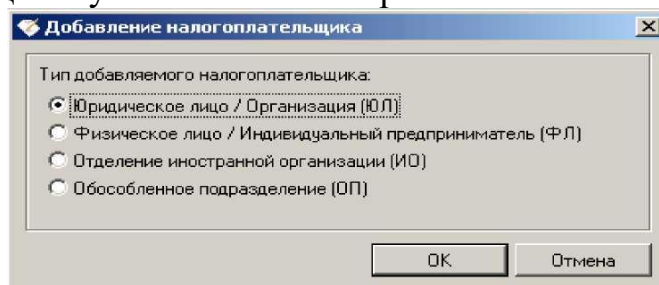 Добавление налогоплательщика
Тип добавляемого налогоплательщика:
Юридическое лицо / Организация (ЮЛ)
Физическое лицо / Индивидуальный предприниматель (ФЛ)
Отделение иностранной организации (ИО)
Обособленное подразделение (ОП)
ОК Отмена